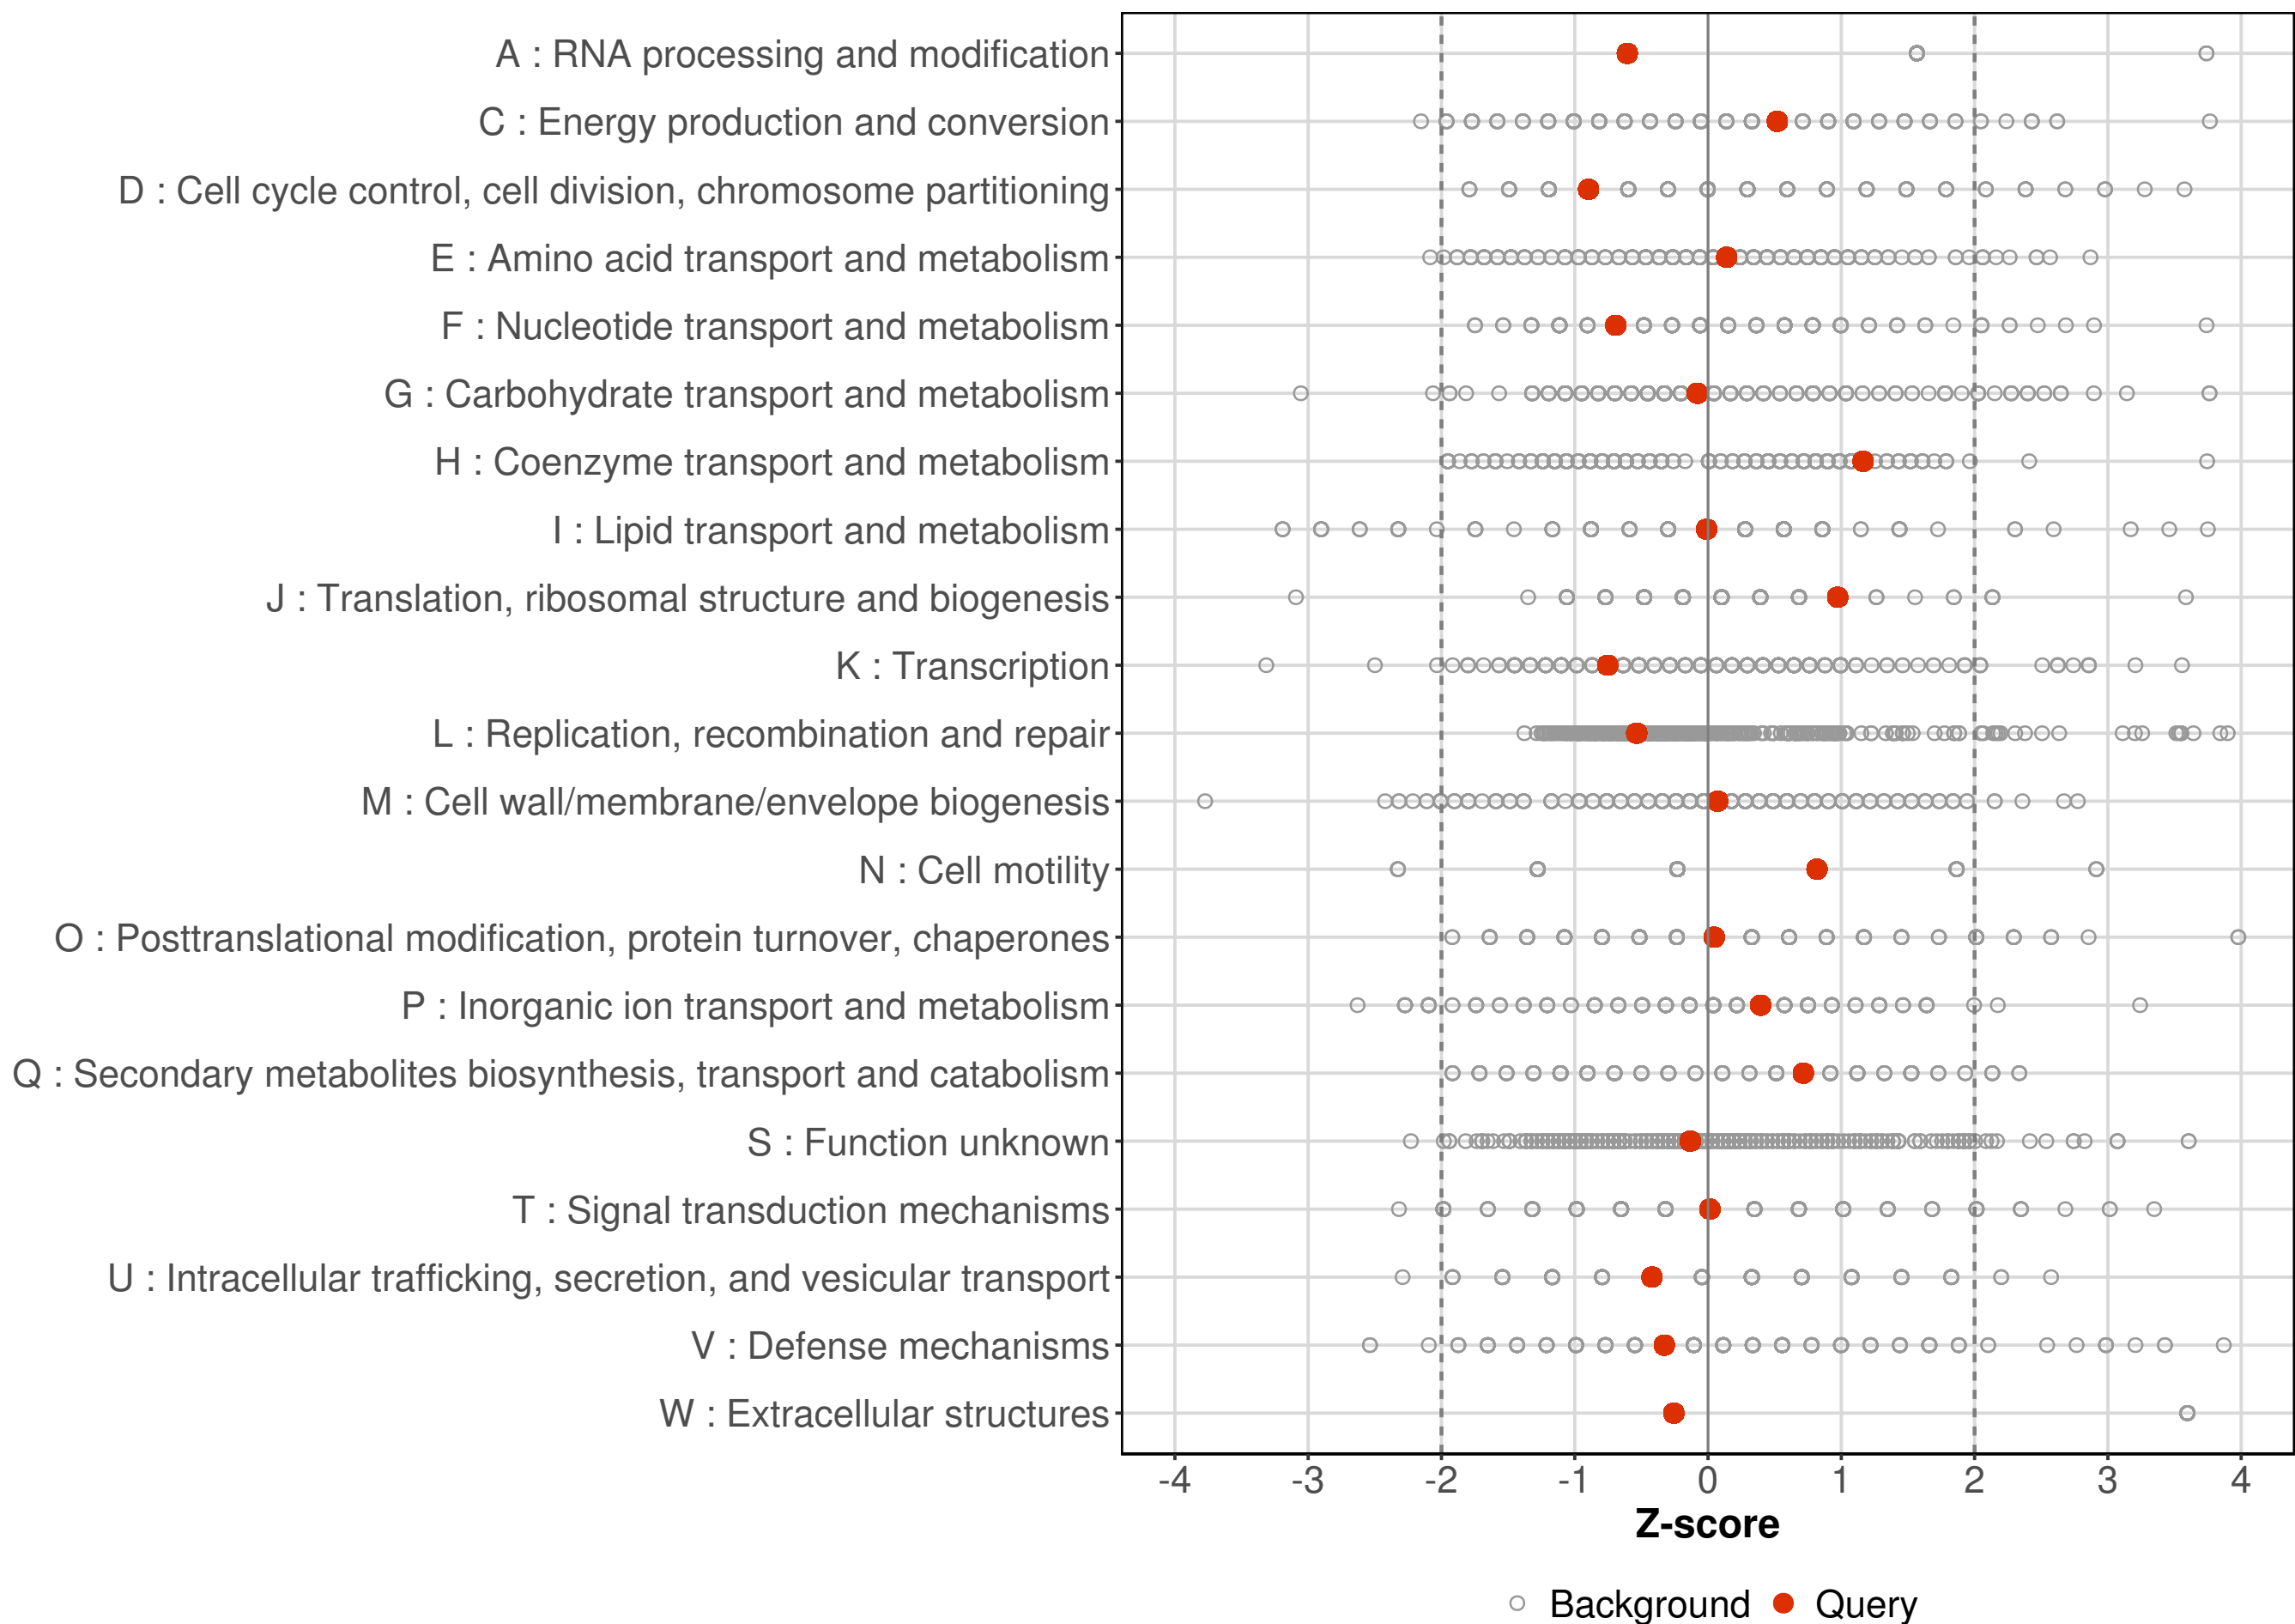 A : RNA processing and modification
C : Energy production and conversion
D : Cell cycle control, cell division, chromosome partitioning
E : Amino acid transport and metabolism
F : Nucleotide transport and metabolism
G : Carbohydrate transport and metabolism
H : Coenzyme transport and metabolism
I : Lipid transport and metabolism
J : Translation, ribosomal structure and biogenesis
K : Transcription
L : Replication, recombination and repair
M : Cell wall/membrane/envelope biogenesis
N : Cell motility
O : Posttranslational modification, protein turnover, chaperones
P : Inorganic ion transport and metabolism
Q : Secondary metabolites biosynthesis, transport and catabolism
S : Function unknown
T : Signal transduction mechanisms
U : Intracellular trafficking, secretion, and vesicular transport
V : Defense mechanisms
W : Extracellular structures
-4 -3 -2 -1 0 1 2 3 4
Z-score
Background Query